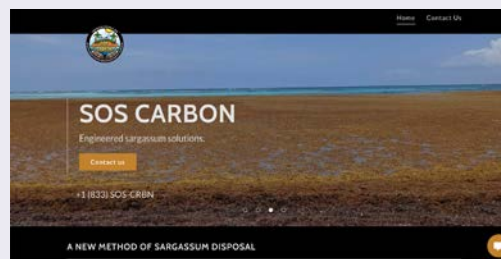 Home Contact Us
SOS CARBON
Engineered sargassum solutions.
Contact us
+1 (833) SOS-CRBN
A NEW METHOD OF SARGASSUM DISPOSAL